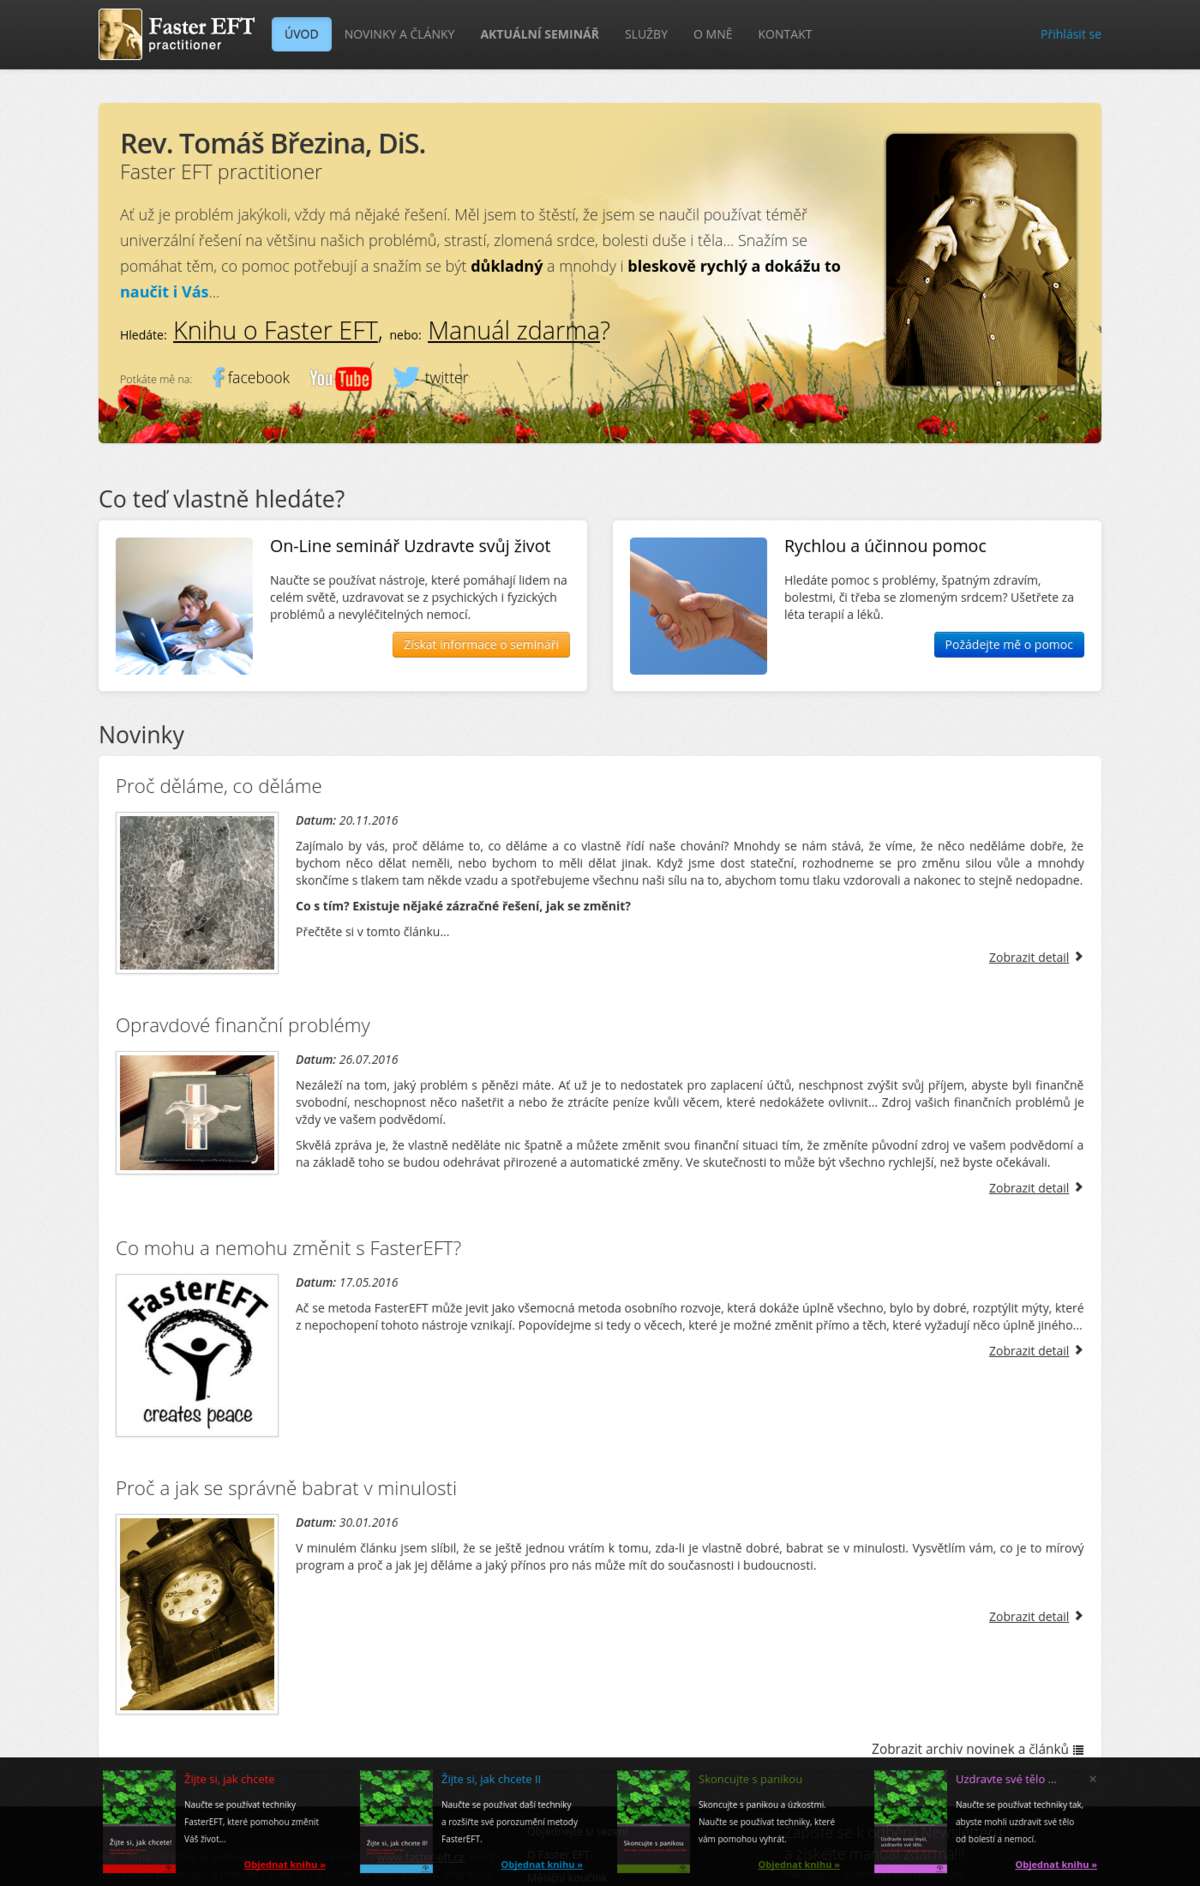 Faster EFT
practitioner
ÚVOD
NOVINKY A ČLÁNKY
AKTUÁLNÍ SEMINÁŘ
SLUŽBY
O MNĚ
KONTAKT
Přihlásit se
Rev. Tomáš Březina, DiS.
Faster EFT practitioner
Ať už je problém jakýkoli, vždy má nějaké řešení. Měl jsem to štěstí, že jsem se naučil používat téměř
univerzální řešení na většinu našich problémů, strastí, zlomená srdce, bolesti duše i těla... Snažím se
pomáhat těm, co pomoc potřebují a snažím se být důkladný a mnohdy i bleskově rychlý a dokážu to
naučit i Vás...
Hledáte: Knihu o Faster EFT, nebo: Manuál zdarma?
Potkáte mě na: facebook YouTube twitter
Co teď vlastně hledáte?
On-Line seminář Uzdravte svůj život
Naučte se používat nástroje, které pomáhají lidem na
celém světě, uzdravovat se z psychických i fyzických
problémů a nevyléčitelných nemocí.
Získat informace o semináři
Rychlou a účinnou pomoc
Hledáte pomoc s problémy, špatným zdravím,
bolestmi, či třeba se zlomeným srdcem? Ušetřete za
léta terapií a léků.
Požádejte mě o pomoc
Novinky
Proč děláme, co děláme
Datum: 20.11.2016
Zajímalo by vás, proč děláme to, co děláme a co vlastně řídí naše chování? Mnohdy se nám stává, že víme, že něco neděláme dobře, že
bychom něco dělat neměli, nebo bychom to měli dělat jinak. Když jsme dost stateční, rozhodneme se pro změnu silou vůle a mnohdy
skončíme s tlakem tam někde vzadu a spotřebujeme všechnu naši sílu na to, abychom tomu tlaku vzdorovali a nakonec to stejně nedopadne.
Co s tím? Existuje nějaké zázračné řešení, jak se změnit?
Přečtěte si v tomto článku...
Zobrazit detail
Opravdové finanční problémy
Datum: 26.07.2016
Nezáleží na tom, jaký problém s pěnězi máte. Ať už je to nedostatek pro zaplacení účtů, neschpnost zvýšit svůj příjem, abyste byli finančně
svobodní, neschopnost něco našetřit a nebo že ztrácíte peníze kvůli věcem, které nedokážete ovlivnit... Zdroj vašich finančních problémů je
vždy ve vašem podvědomí.
Skvělá zpráva je, že vlastně neděláte nic špatně a můžete změnit svou finanční situaci tím, že změníte původní zdroj ve vašem podvědomí a
na základě toho se budou odehrávat přirozené a automatické změny. Ve skutečnosti to může být všechno rychlejší, než byste očekávali.
Zobrazit detail
Co mohu a nemohu změnit s FasterEFT?
FasterEFT
creates peace
Datum: 17.05.2016
Ač se metoda FasterEFT může jevit jako všemocná metoda osobního rozvoje, která dokáže úplně všechno, bylo by dobré, rozptýlit mýty, které
z nepochopení tohoto nástroje vznikají. Popovídejme si tedy o věcech, které je možné změnit přímo a těch, které vyžadují něco úplně jiného...
Zobrazit detail
Proč a jak se správně babrat v minulosti
Datum: 30.01.2016
V minulém článku jsem slíbil, že se ještě jednou vrátím k tomu, zda-li je vlastně dobré, babrat se v minulosti. Vysvětlím vám, co je to mírový
program a proč a jak jej děláme a jaký přínos pro nás může mít do současnosti i budoucnosti.
Zobrazit detail
Zobrazit archiv novinek a článků
Žijte si, jak chcete!
Žijte si, jak chcete
Naučte se používat techniky
FasterEFT, které pomohou změnit
Váš život...
Objednat knihu »
Žijte si, jak chcete II!
Žijte si, jak chcete II
Naučte se používat daší techniky
a rozšiřte své porozumění metody
FasterEFT.
Objednat knihu »
Skoncujte s panikou
Skoncujte s panikou
Skoncujte s panikou a úzkostmi.
Naučte se používat techniky, které
vám pomohou vyhrát.
Objednat knihu »
Uzdravte svou mysl,
uzdravíte své tělo.
Uzdravte své tělo ...
Naučte se používat techniky tak,
abyste mohli uzdravit své tělo
od bolestí a nemocí.
Objednat knihu »
×
www.faster-eft.cz
O Faster EFT